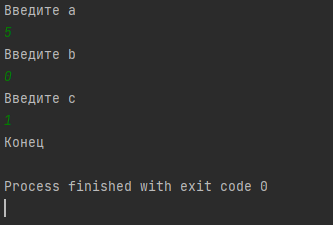 Введите a
5
Введите b
0
Введите c
1
Конец
Process finished with exit code 0